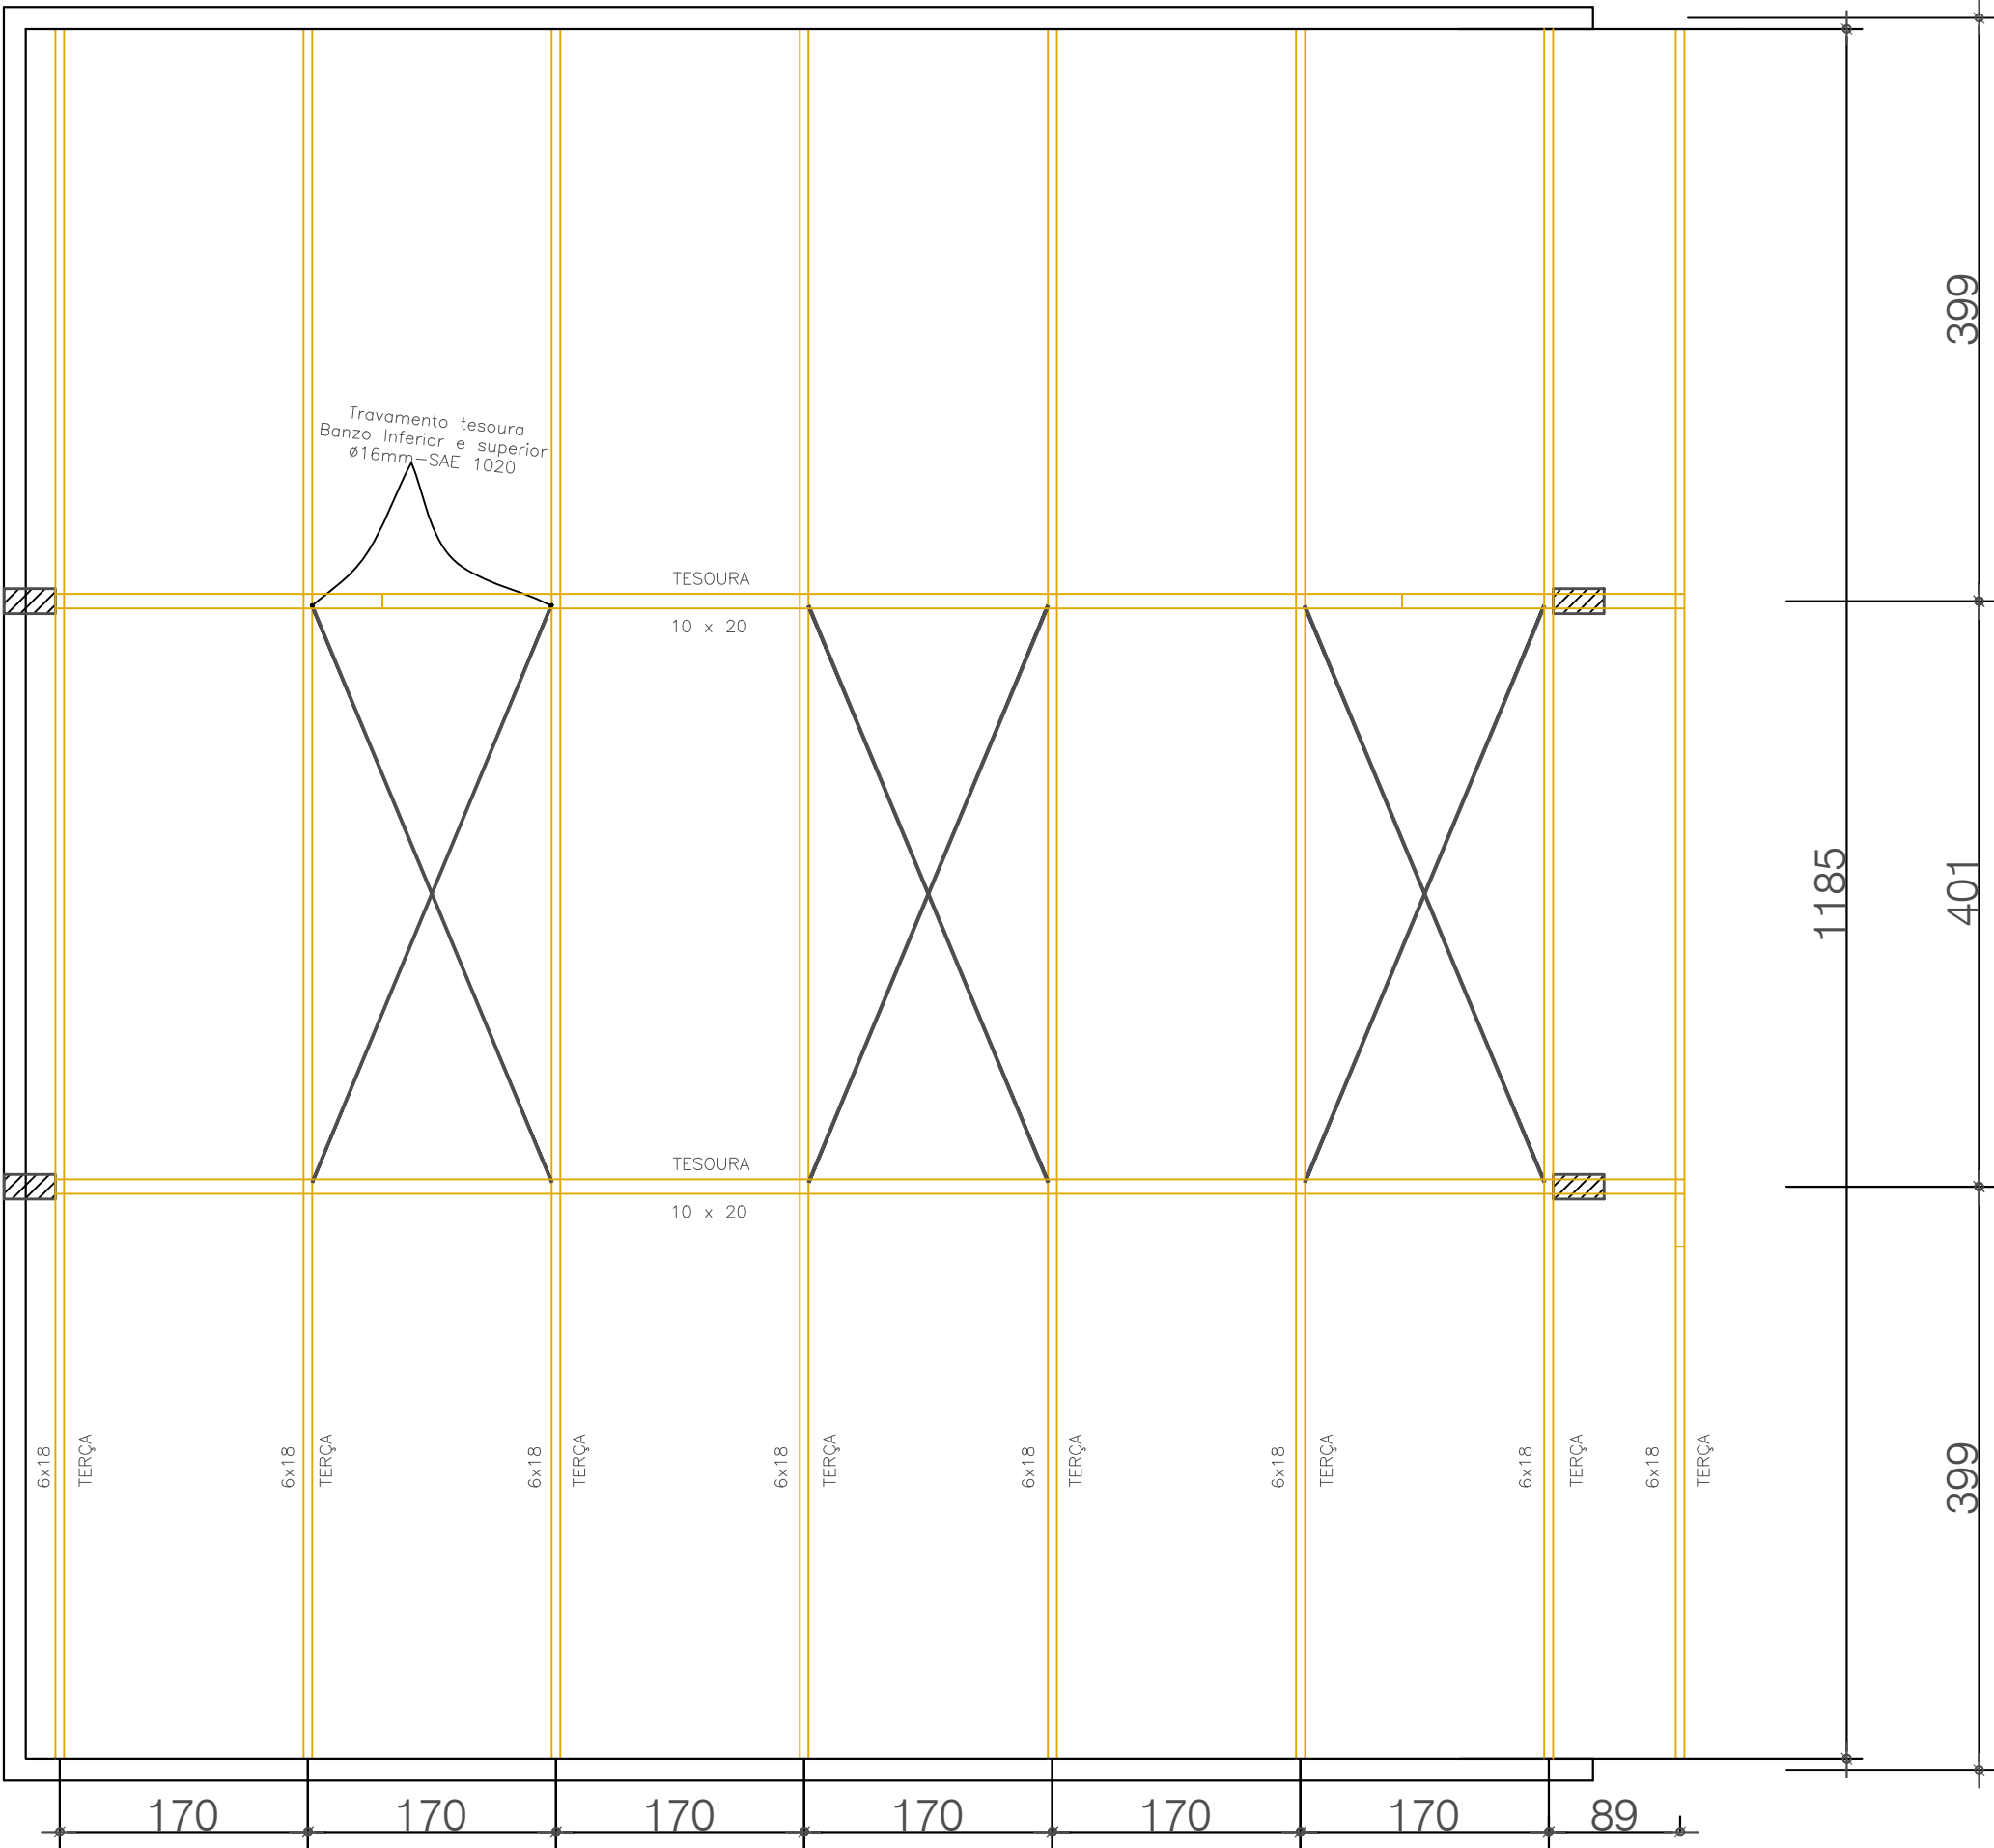 399
Travamento tesoura
Banzo Inferior e superior
ø16mm-SAE 1020
TESOURA
10 x 20
1185
401
TESOURA
10 x 20
6x18
TERÇA
6x18
TERÇA
6x18
TERÇA
6x18
TERÇA
6x18
TERÇA
6x18
TERÇA
6x18
TERÇA
6x18
TERÇA
399
170
170
170
170
170
170
89